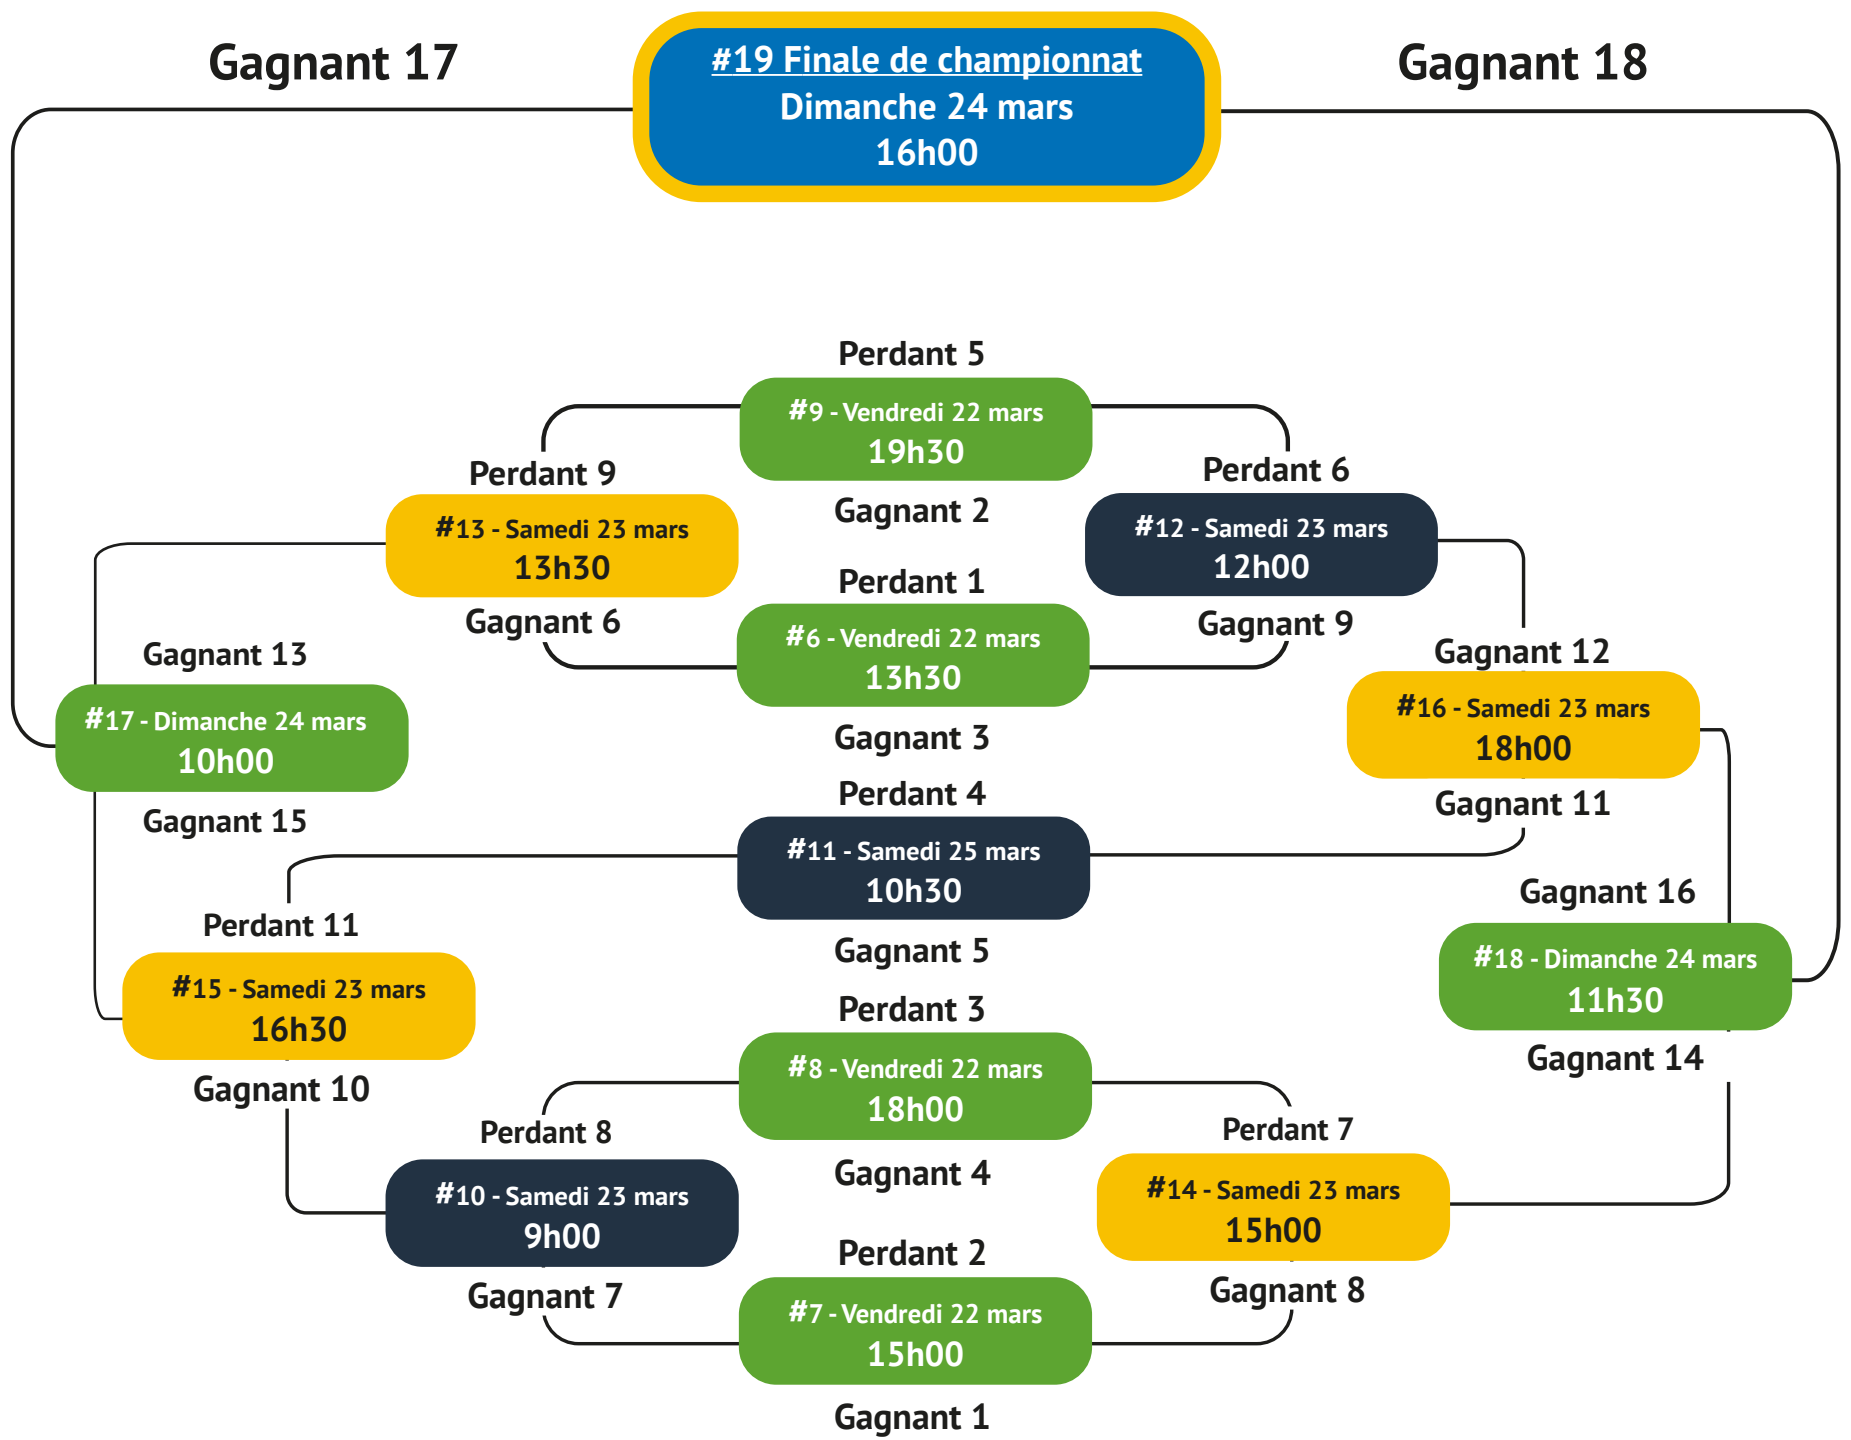 Gagnant 17
#19 Finale de championnat
Dimanche 24 mars
16h00
Gagnant 18
Perdant 5
#9 - Vendredi 22 mars
19h30
Gagnant 2
Perdant 9
#13 - Samedi 23 mars
13h30
Gagnant 6
Perdant 6
#12 - Samedi 23 mars
12h00
Gagnant 9
Perdant 1
#6 - Vendredi 22 mars
13h30
Gagnant 3
Gagnant 13
#17 - Dimanche 24 mars
10h00
Gagnant 15
Gagnant 12
#16 - Samedi 23 mars
18h00
Gagnant 11
Perdant 4
#11 - Samedi 25 mars
10h30
Gagnant 5
Perdant 11
#15 - Samedi 23 mars
16h30
Gagnant 10
Gagnant 16
#18 - Dimanche 24 mars
11h30
Gagnant 14
Perdant 3
#8 - Vendredi 22 mars
18h00
Gagnant 4
Perdant 8
#10 - Samedi 23 mars
9h00
Gagnant 7
Perdant 7
#14 - Samedi 23 mars
15h00
Gagnant 8
Perdant 2
#7 - Vendredi 22 mars
15h00
Gagnant 1